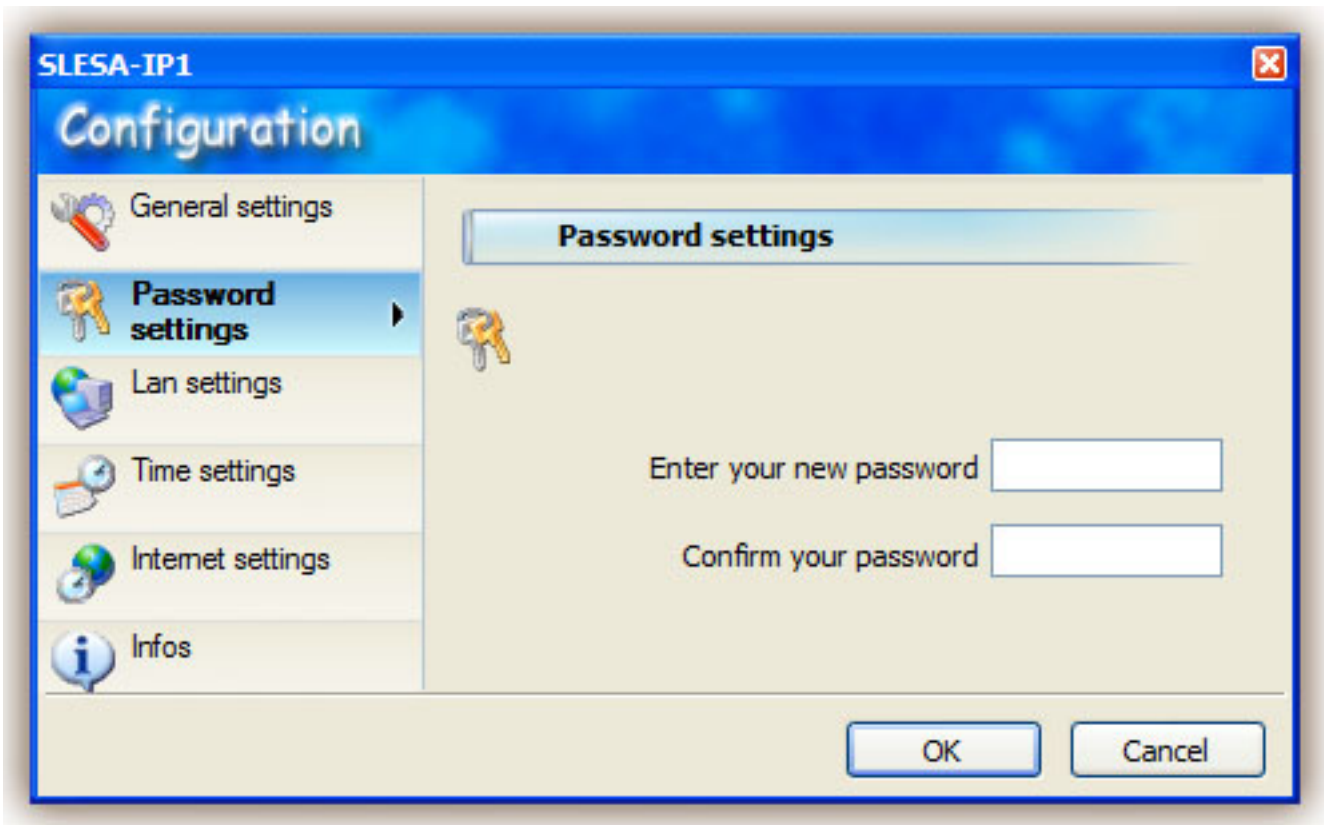 SLESA-IP1
Configuration
General settings
Password
settings
Lan settings
Time settings
Internet settings
Infos
Password settings
Enter your new password
Confirm your password
OK
Cancel